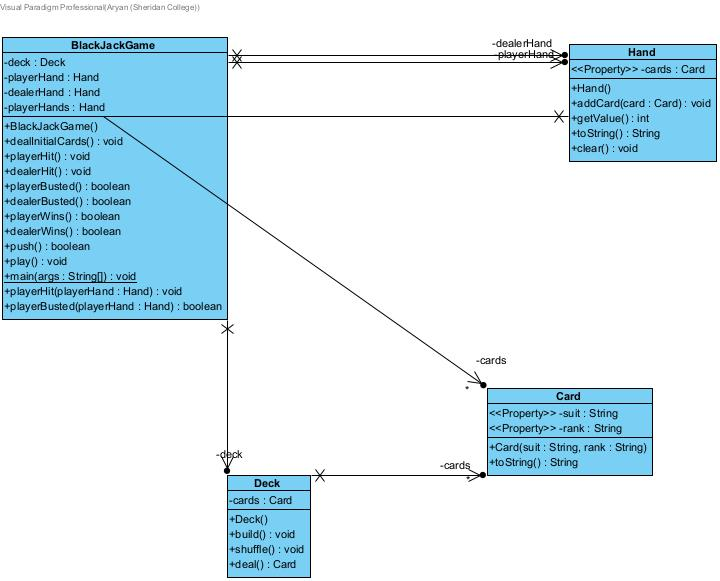 Visual Paradigm Professional(Aryan (Sheridan College))
BlackJackGame
-deck : Deck
-playerHand : Hand
-dealerHand : Hand
-playerHands : Hand
+BlackJackGame()
+dealInitialCards() : void
+playerHit() : void
+dealerHit() : void
+playerBusted() : boolean
+dealerBusted() : boolean
+playerWins() : boolean
+dealerWins() : boolean
+push() : boolean
+play() : void
+main(args : String[]) : void
+playerHit(playerHand : Hand) : void
+playerBusted(playerHand : Hand) : boolean
-dealerHand
-playerHand
Hand
<<Property>> -cards : Card
+Hand()
+addCard(card : Card) : void
+getValue() : int
+toString() : String
+clear() : void
-cards
*
Card
<<Property>> -suit : String
<<Property>> -rank : String
+Card(suit : String, rank : String)
+toString() : String
-deck
-cards
*
Deck
-cards : Card
+Deck()
+build() : void
+shuffle() : void
+deal() : Card